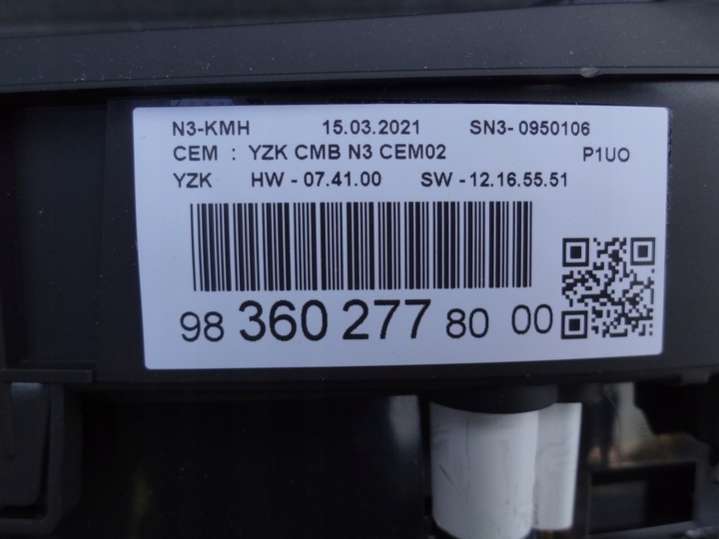 N3-KMH 15.03.2021 SN3- 0950106
CEM : YZK CMB N3 CEM02 P1UO
YZK HW - 07.41.00 SW - 12.16.55.51
98 360 277 80 00